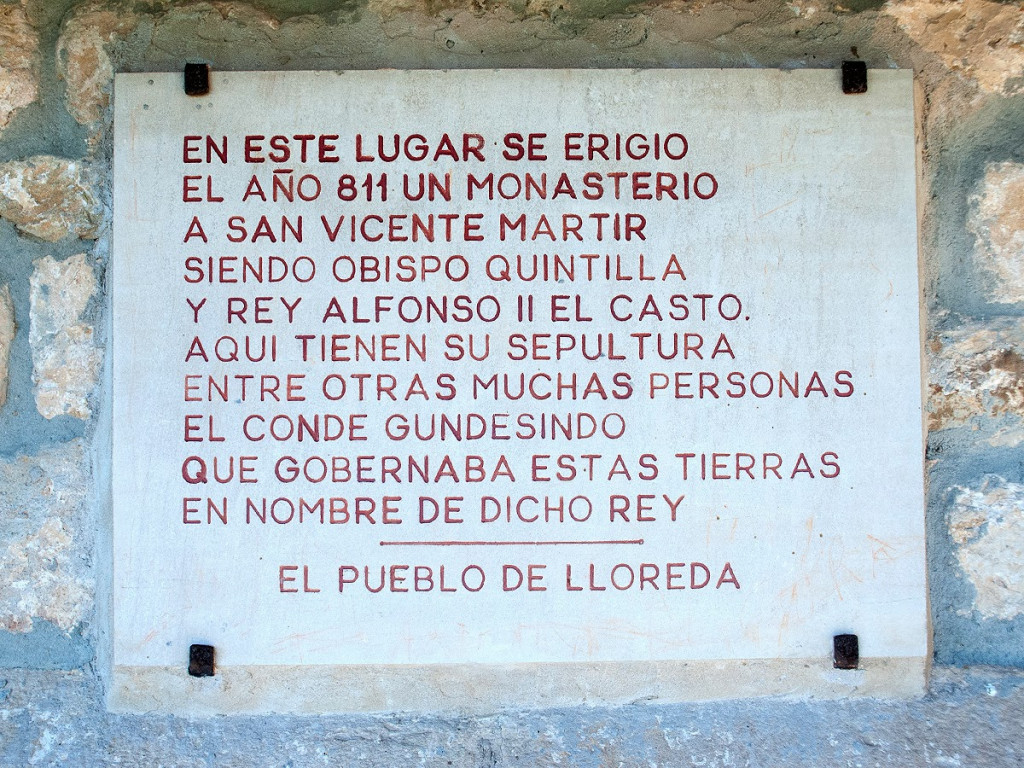 EN ESTE LUGAR SE ERIGIO
EL AÑO 811 UN MONASTERIO
A SAN VICENTE MARTIR
SIENDO OBISPO QUINTILLA
Y REY ALFONSO II EL CASTO.
AQUI TIENEN SU SEPULTURA
ENTRE OTRAS MUCHAS PERSONAS
EL CONDE GUNDESINDO
QUE GOBERNABA ESTAS TIERRAS
EN NOMBRE DE DICHO REY
EL PUEBLO DE LLOREDA